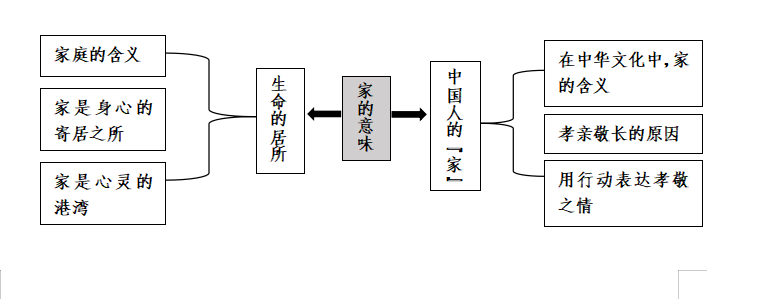 家庭的含义
家是身心的
寄居之所
家是心灵的
港湾
生命的居所
家的意味
中国人的“家”
在中华文化中，家
的含义
孝亲敬长的原因
用行动表达孝敬
之情